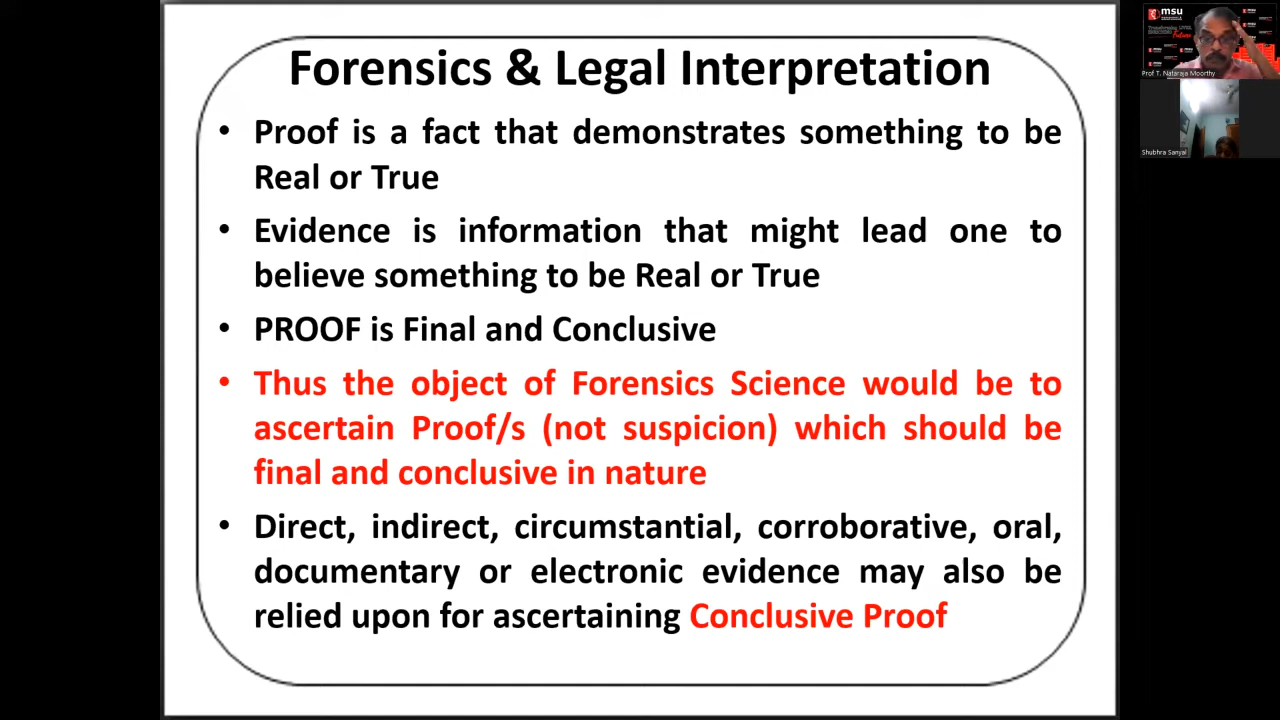 Forensics & Legal Interpretation
• Proof is a fact that demonstrates something to be
Real or True
• Evidence is information that might lead one to
believe something to be Real or True
• PROOF is Final and Conclusive
• Thus the object of Forensics Science would be to
ascertain Proof/s (not suspicion) which should be
final and conclusive in nature
• Direct, indirect, circumstantial, corroborative, oral,
documentary or electronic evidence may also be
relied upon for ascertaining Conclusive Proof
msu
Prof T. Nataraja Moorthy
Shubhra Sanyal